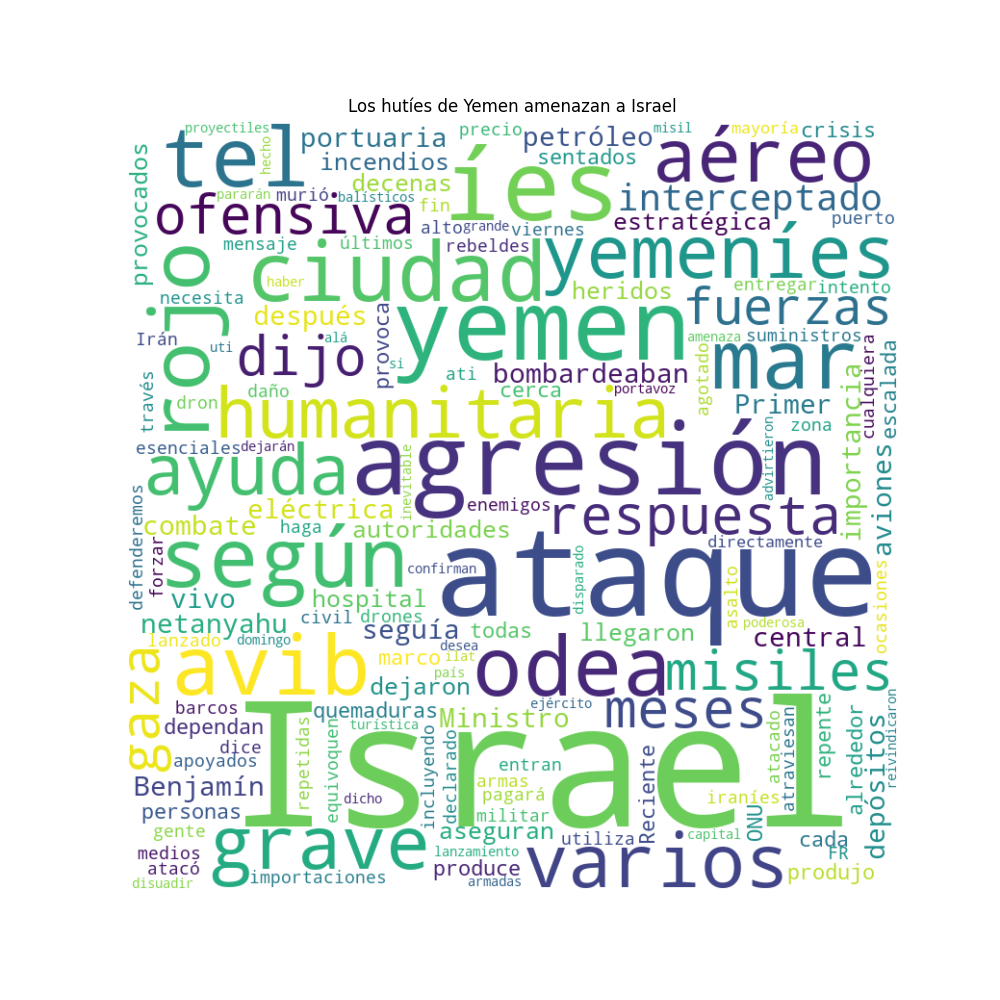 Los hutíes de Yemen amenazan a Israel
proyectiles
tel
hecho
portuaria
precio
petróleo
misil
mayoría
crisis
incendios
íes
sentados
aéreo
provocados
pararán
murió
balísticos
decenas
fin
interceptado
ofensiva
alto
grande
viernes
estratégica
puerto
rojo
mensaje
últimos
rebeldes
yemeníes
ciudad
haber
necesita
heridos
entregar
intento
después
yemen
fuerzas
Irán
uti
alá
provoca
si
amenaza
suministros
dijo
mar
través
daño
ati
bombardeaban
cerca
portavoz
agotado
cualquiera
escalada
dron
humanitaria
Primer
zona
importancia
esenciales
dejarán
agresión
advirtieron
aviones
ayuda
inevitable
defenderemos
eléctrica
enemigos
respuesta
combate
haga
autoridades
directamente
forzar
según
confirman
ataque
disparado
asalto
ocasiones
vivo
hospital
poderosa
netanyahu
civil
drones
seguía
todas
llegaron
central
lanzado
domingo
desea
gaza
avib
marco
ilat
país
odea
misiles
dejaron
barcos
quemaduras
ejército
meses
dependan
Ministro
turística
repetidas
equivoquen
incluyendo
declarado
Israel
atacado
atraviesan
repente
alrededor
depósitos
reivindicaron
dice
apoyados
entran
Reciente
Benjamín
dicho
armas
pagará
iraníes
personas
militar
ONU
gente
grave
aseguran
utiliza
capital
cada
medios
lanzamiento
varios
FR
atacó
produce
produjo
disuadir
importaciones
armadas